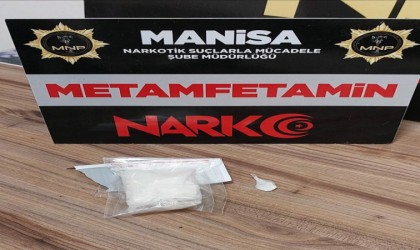 MANİSA
NARKOTİK SUÇLARLA MÜCADELE
ŞUBE MÜDÜRLÜĞÜ
MNP
MNP
METAMFETAMİN
NARKO